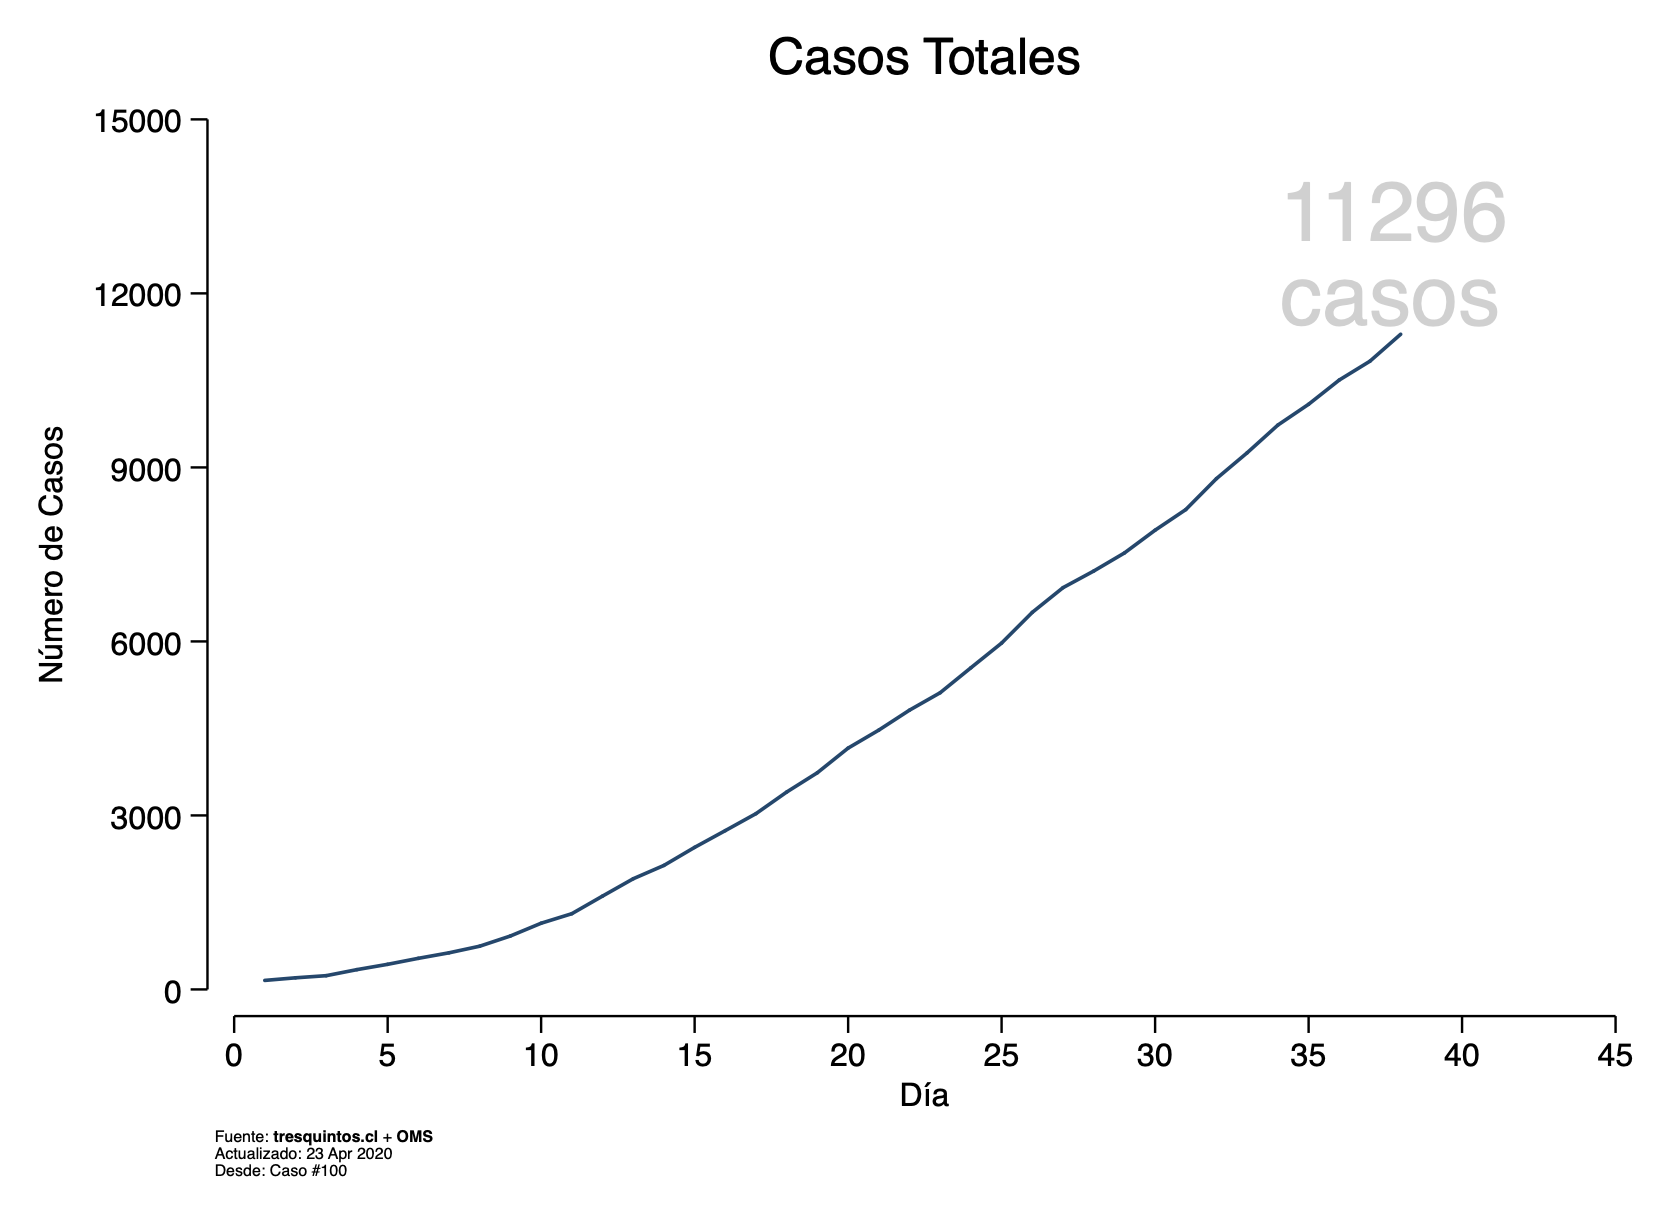 Casos Totales
15000
12000
9000
6000
3000
0
Número de Casos
11296
casos
0 5 10 15 20 25 30 35 40 45
Día
Fuente: tresquintos.cl + OMS
Actualizado: 23 Apr 2020
Desde: Caso #100